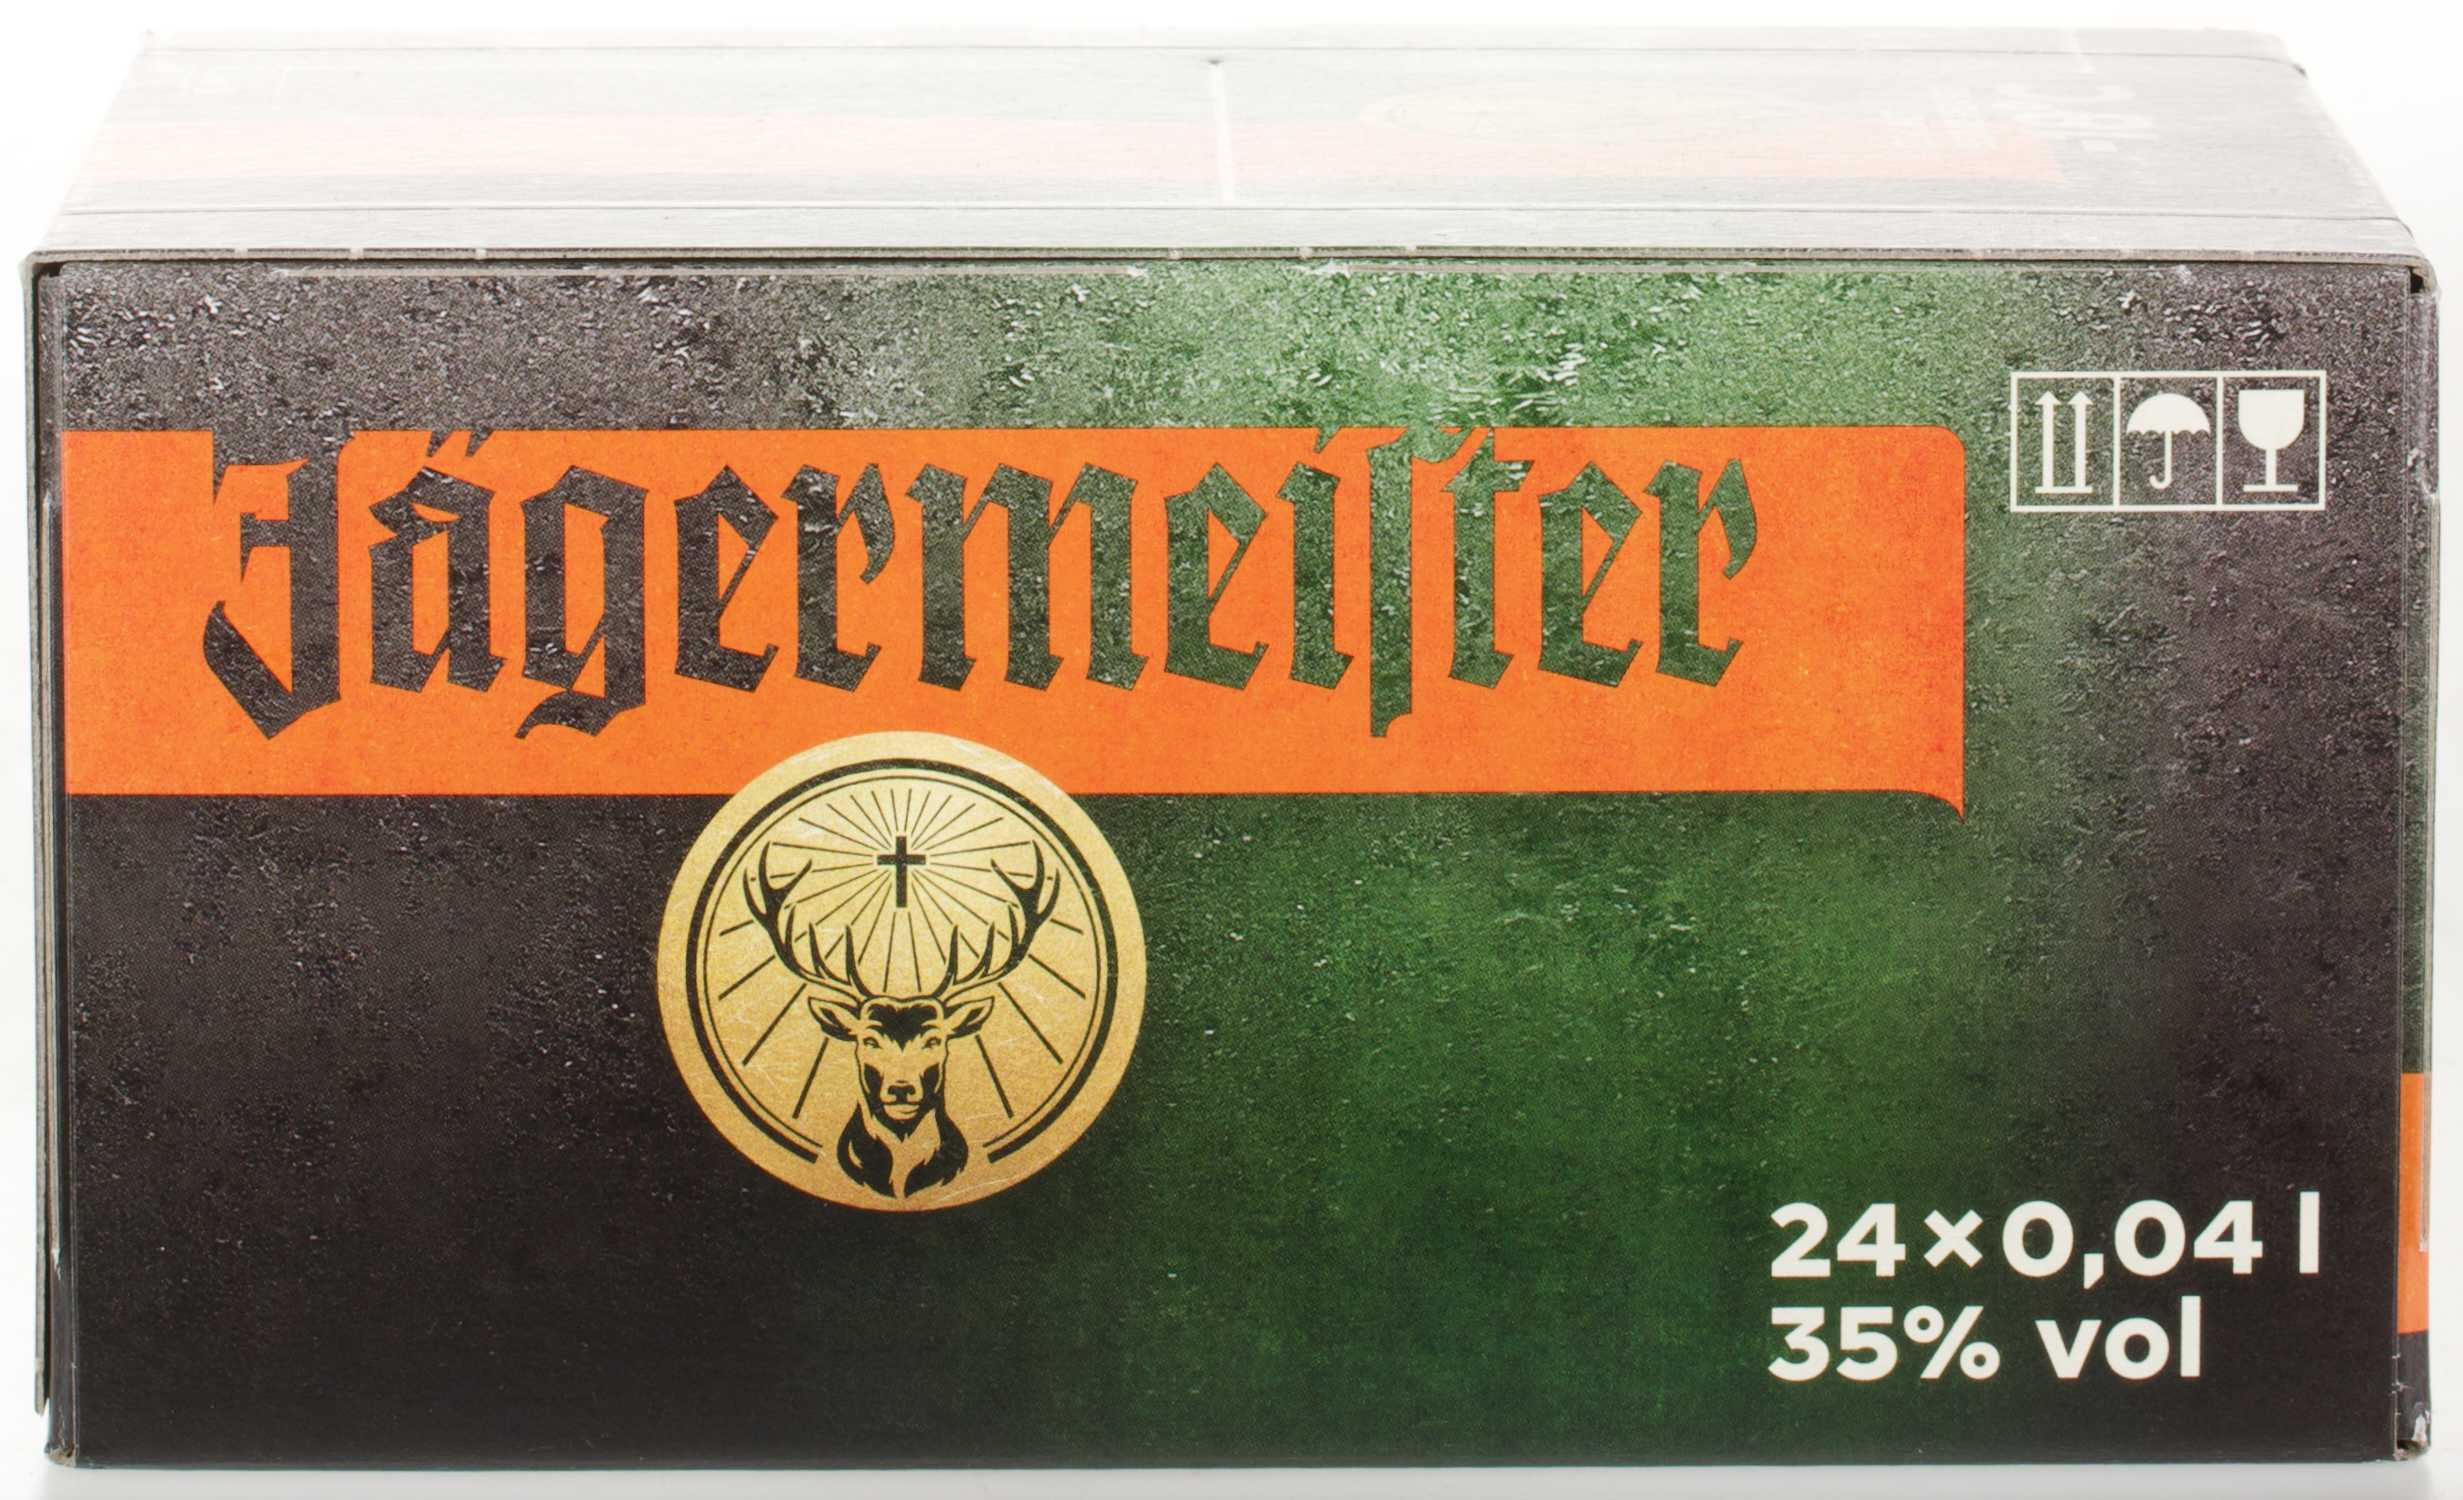 Jägermeiſter
24×0,04 l
35% vol